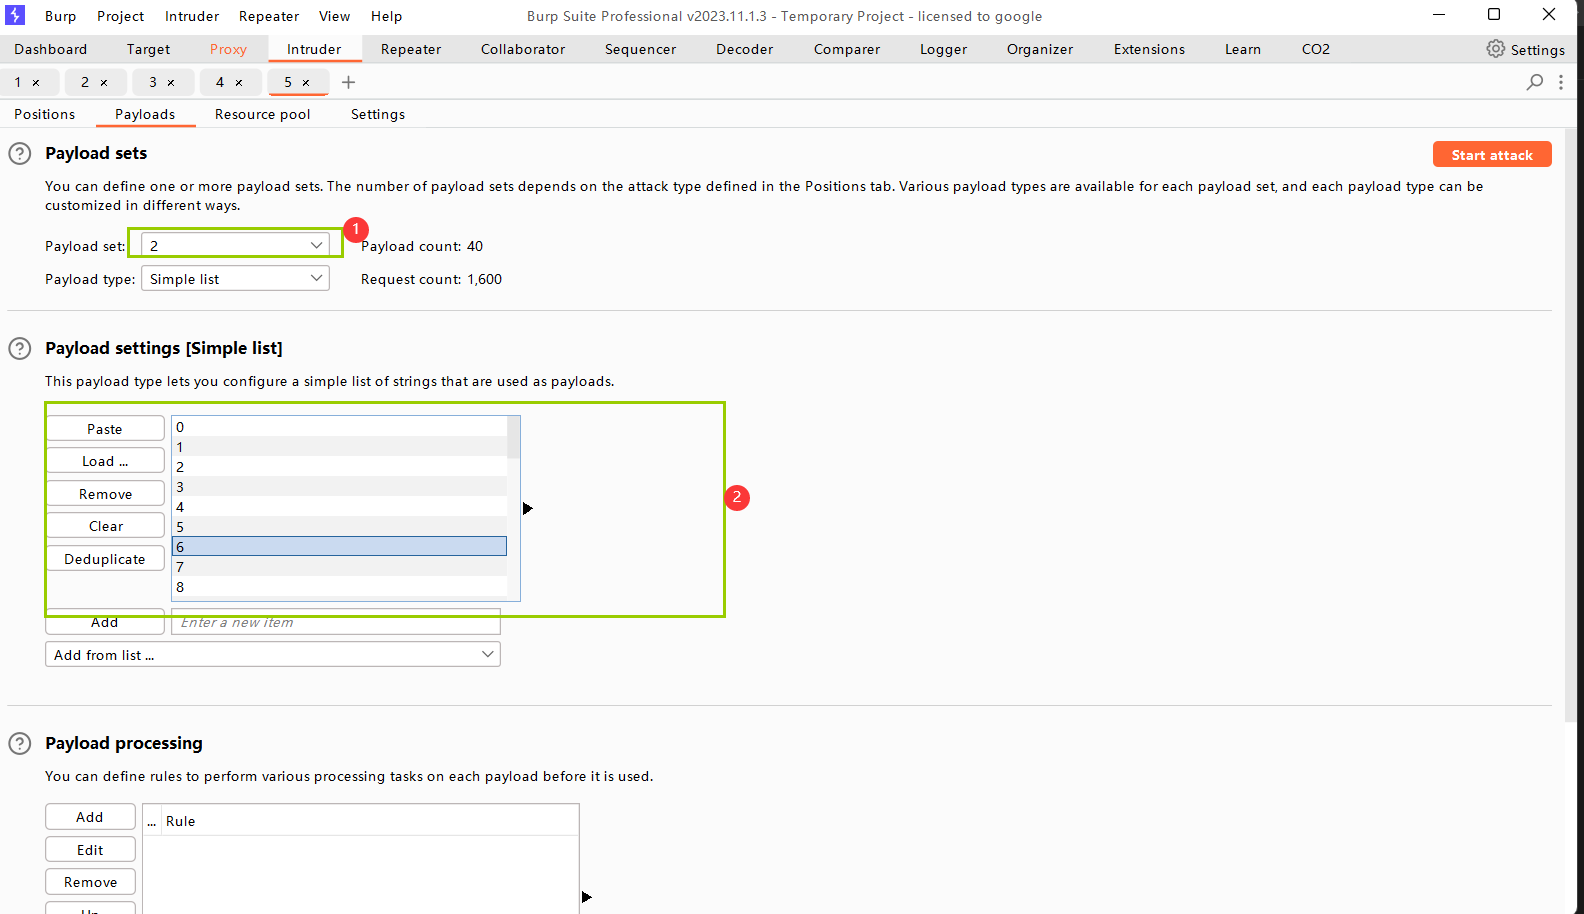 Burp Project Intruder Repeater View Help Burp Suite Professional v2023.11.1.3 - Temporary Project - licensed to google
Dashboard Target Proxy Intruder Repeater Collaborator Sequencer Decoder Comparer Logger Organizer Extensions Learn CO2 Settings
1 × 2 × 3 × 4 × 5 × +
Positions Payloads Resource pool Settings
? Payload sets Start attack
You can define one or more payload sets. The number of payload sets depends on the attack type defined in the Positions tab. Various payload types are available for each payload set, and each payload type can be
customized in different ways.
1
Payload set: 2 Payload count: 40
Payload type: Simple list Request count: 1,600
? Payload settings [Simple list]
This payload type lets you configure a simple list of strings that are used as payloads.
Paste
Load ...
Remove
Clear
Deduplicate
0
1
2
3
4
5
6
7
8
2
Add Enter a new item
Add from list ...
? Payload processing
You can define rules to perform various processing tasks on each payload before it is used.
Add ... Rule
Edit
Remove
Up